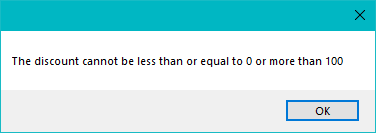 The discount cannot be less than or equal to 0 or more than 100
OK